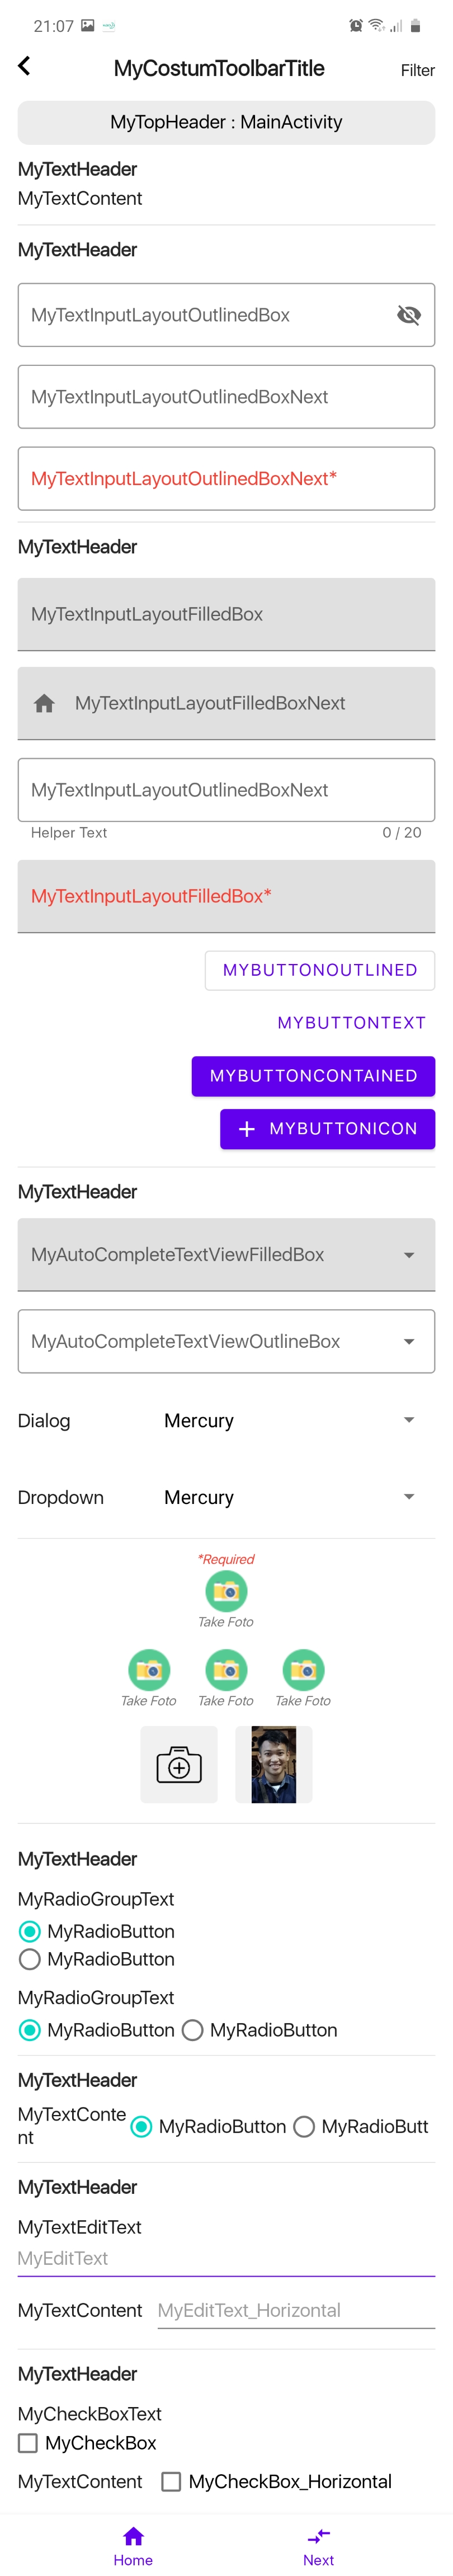 21:07
MyCostumToolbarTitle
Filter
MyTopHeader : MainActivity
MyTextHeader
MyTextContent
MyTextHeader
MyTextInputLayoutOutlinedBox
MyTextInputLayoutOutlinedBoxNext
MyTextInputLayoutOutlinedBoxNext*
MyTextHeader
MyTextInputLayoutFilledBox
MyTextInputLayoutFilledBoxNext
MyTextInputLayoutOutlinedBoxNext
Helper Text 0 / 20
MyTextInputLayoutFilledBox*
MYBUTTONOUTLINED
MYBUTTONTEXT
MYBUTTONCONTAINED
MYBUTTONICON
MyTextHeader
MyAutoCompleteTextViewFilledBox
MyAutoCompleteTextViewOutlineBox
Dialog Mercury
Dropdown Mercury
*Required
Take Foto
Take Foto Take Foto Take Foto
MyTextHeader
MyRadioGroupText
MyRadioButton
MyRadioButton
MyRadioGroupText
MyRadioButton MyRadioButton
MyTextHeader
MyTextConte
nt
MyRadioButton MyRadioButt
MyTextHeader
MyTextEditText
MyEditText
MyTextContent MyEditText_Horizontal
MyTextHeader
MyCheckBoxText
MyCheckBox
MyTextContent MyCheckBox_Horizontal
Home Next